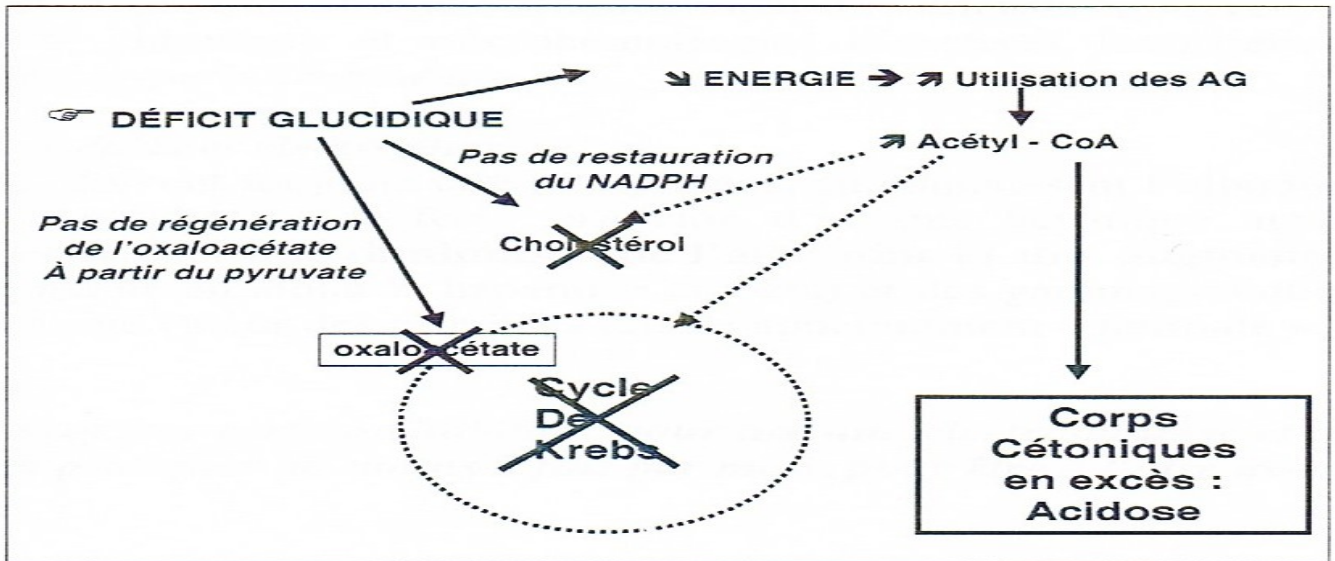 ↘ ENERGIE → ↗ Utilisation des AG
☞ DÉFICIT GLUCIDIQUE
↗ Acétyl - CoA
Pas de restauration
du NADPH
Pas de régénération
de l'oxaloacétate
À partir du pyruvate
Cholestérol
oxaloacétate
Cycle
De
Krebs
Corps
Cétoniques
en excès :
Acidose